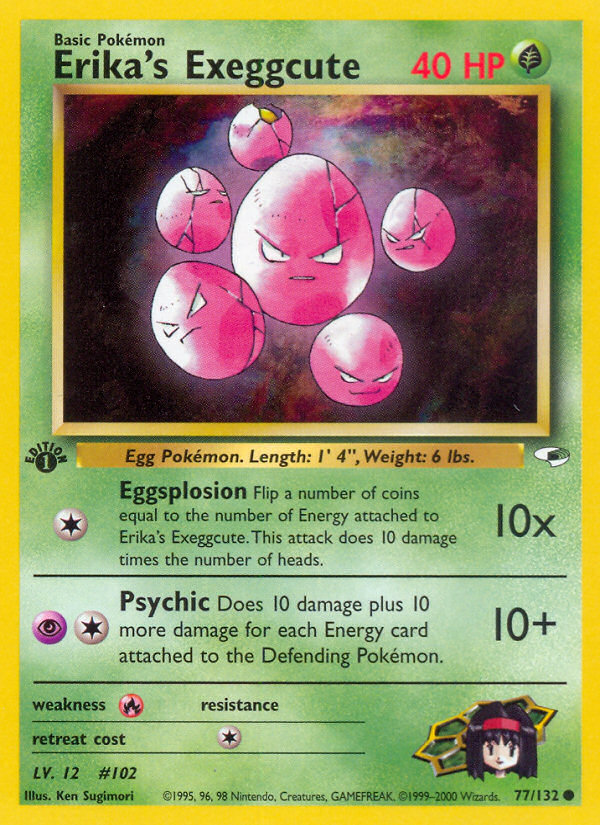 Basic Pokémon
Erika's Exeggcute 40 HP
EDITION
1
Egg Pokémon. Length: 1' 4", Weight: 6 lbs.
Eggsplosion Flip a number of coins
equal to the number of Energy attached to
Erika's Exeggcute. This attack does 10 damage
times the number of heads.
10x
Psychic Does 10 damage plus 10
more damage for each Energy card
attached to the Defending Pokémon.
10+
weakness resistance
retreat cost
LV. 12 #102
Illus. Ken Sugimori ©1995, 96, 98 Nintendo, Creatures, GAMEFREAK. ©1999–2000 Wizards. 77/132